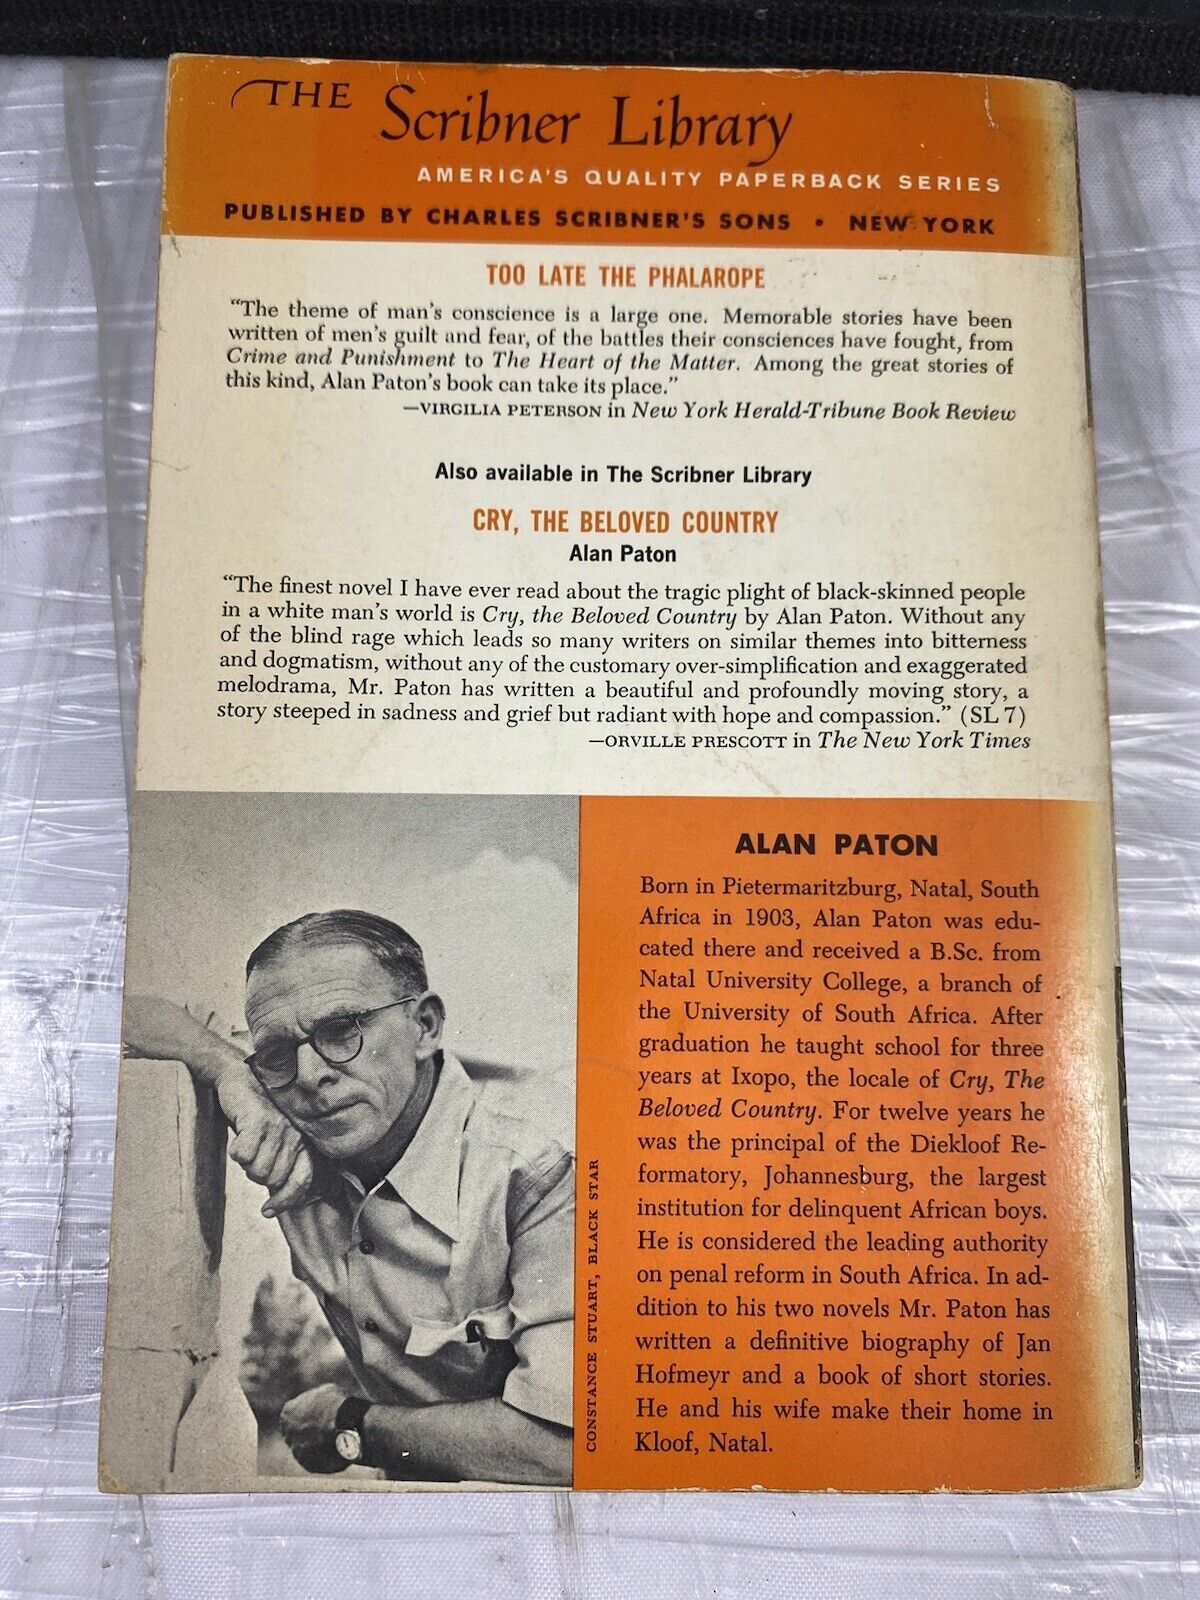 THE Scribner Library
AMERICA'S QUALITY PAPERBACK SERIES
PUBLISHED BY CHARLES SCRIBNER'S SONS • NEW YORK
TOO LATE THE PHALAROPE
“The theme of man's conscience is a large one. Memorable stories have been
written of men's guilt and fear, of the battles their consciences have fought, from
Crime and Punishment to The Heart of the Matter. Among the great stories of
this kind, Alan Paton's book can take its place.”
—VIRGILIA PETERSON in New York Herald-Tribune Book Review
Also available in The Scribner Library
CRY, THE BELOVED COUNTRY
Alan Paton
“The finest novel I have ever read about the tragic plight of black-skinned people
in a white man's world is Cry, the Beloved Country by Alan Paton. Without any
of the blind rage which leads so many writers on similar themes into bitterness
and dogmatism, without any of the customary over-simplification and exaggerated
melodrama, Mr. Paton has written a beautiful and profoundly moving story, a
story steeped in sadness and grief but radiant with hope and compassion.” (SL 7)
—ORVILLE PRESCOTT in The New York Times
CONSTANCE STUART, BLACK STAR
ALAN PATON
Born in Pietermaritzburg, Natal, South
Africa in 1903, Alan Paton was edu-
cated there and received a B.Sc. from
Natal University College, a branch of
the University of South Africa. After
graduation he taught school for three
years at Ixopo, the locale of Cry, The
Beloved Country. For twelve years he
was the principal of the Diekloof Re-
formatory, Johannesburg, the largest
institution for delinquent African boys.
He is considered the leading authority
on penal reform in South Africa. In ad-
dition to his two novels Mr. Paton has
written a definitive biography of Jan
Hofmeyr and a book of short stories.
He and his wife make their home in
Kloof, Natal.